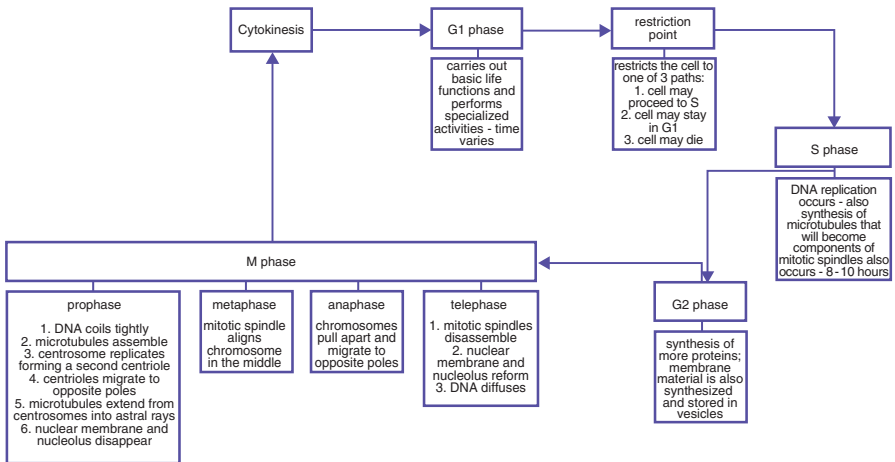 Cytokinesis
G1 phase
carries out
basic life
functions and
performs
specialized
activities - time
varies
restriction
point
restricts the cell to
one of 3 paths:
1. cell may
proceed to S
2. cell may stay
in G1
3. cell may die
S phase
DNA replication
occurs - also
synthesis of
microtubules that
will become
components of
mitotic spindles also
occurs - 8 - 10 hours
G2 phase
synthesis of
more proteins;
membrane
material is also
synthesized
and stored in
vesicles
M phase
prophase
1. DNA coils tightly
2. microtubules assemble
3. centrosome replicates
forming a second centriole
4. centrioles migrate to
opposite poles
5. microtubules extend from
centrosomes into astral rays
6. nuclear membrane and
nucleolus disappear
metaphase
mitotic spindle
aligns
chromosome
in the middle
anaphase
chromosomes
pull apart and
migrate to
opposite poles
telephase
1. mitotic spindles
disassemble
2. nuclear
membrane and
nucleolus reform
3. DNA diffuses